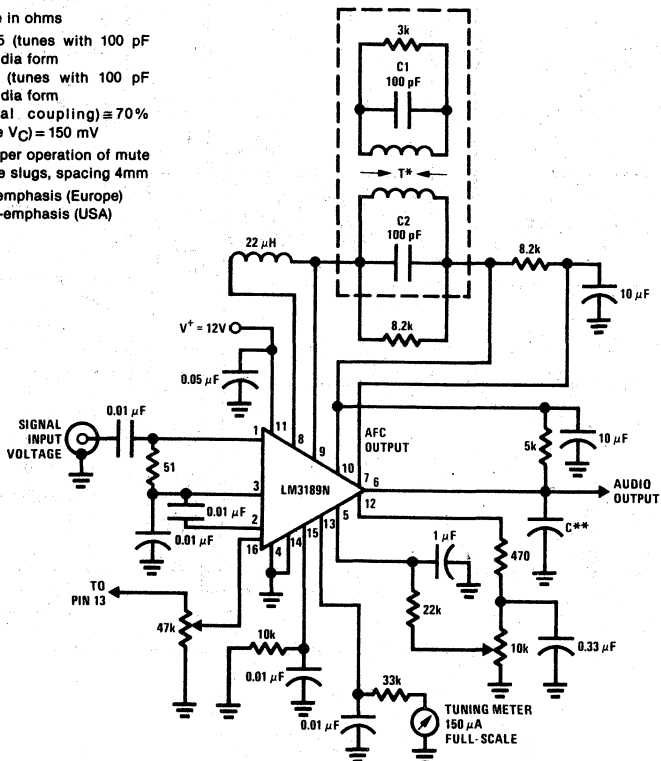 e in ohms
5 (tunes with 100 pF
dia form
(tunes with 100 pF
dia form
al coupling) ≅ 70%
e VC) = 150 mV
per operation of mute
e slugs, spacing 4mm
emphasis (Europe)
-emphasis (USA)
3k
C1
100 pF
T*
C2
100 pF
22 μH
8.2k
10 μF
8.2k
V+ = 12V
0.05 μF
0.01 μF
SIGNAL
INPUT
VOLTAGE
51
1
11
8
9
10
AFC
OUTPUT
5k
10 μF
LM3189N
7
6
AUDIO
OUTPUT
12
3
0.01 μF
2
0.01 μF
16
4
14
15
13
5
C**
1 μF
470
TO
PIN 13
47k
22k
10k
0.33 μF
10k
0.01 μF
33k
0.01 μF
TUNING METER
150 μA
FULL-SCALE